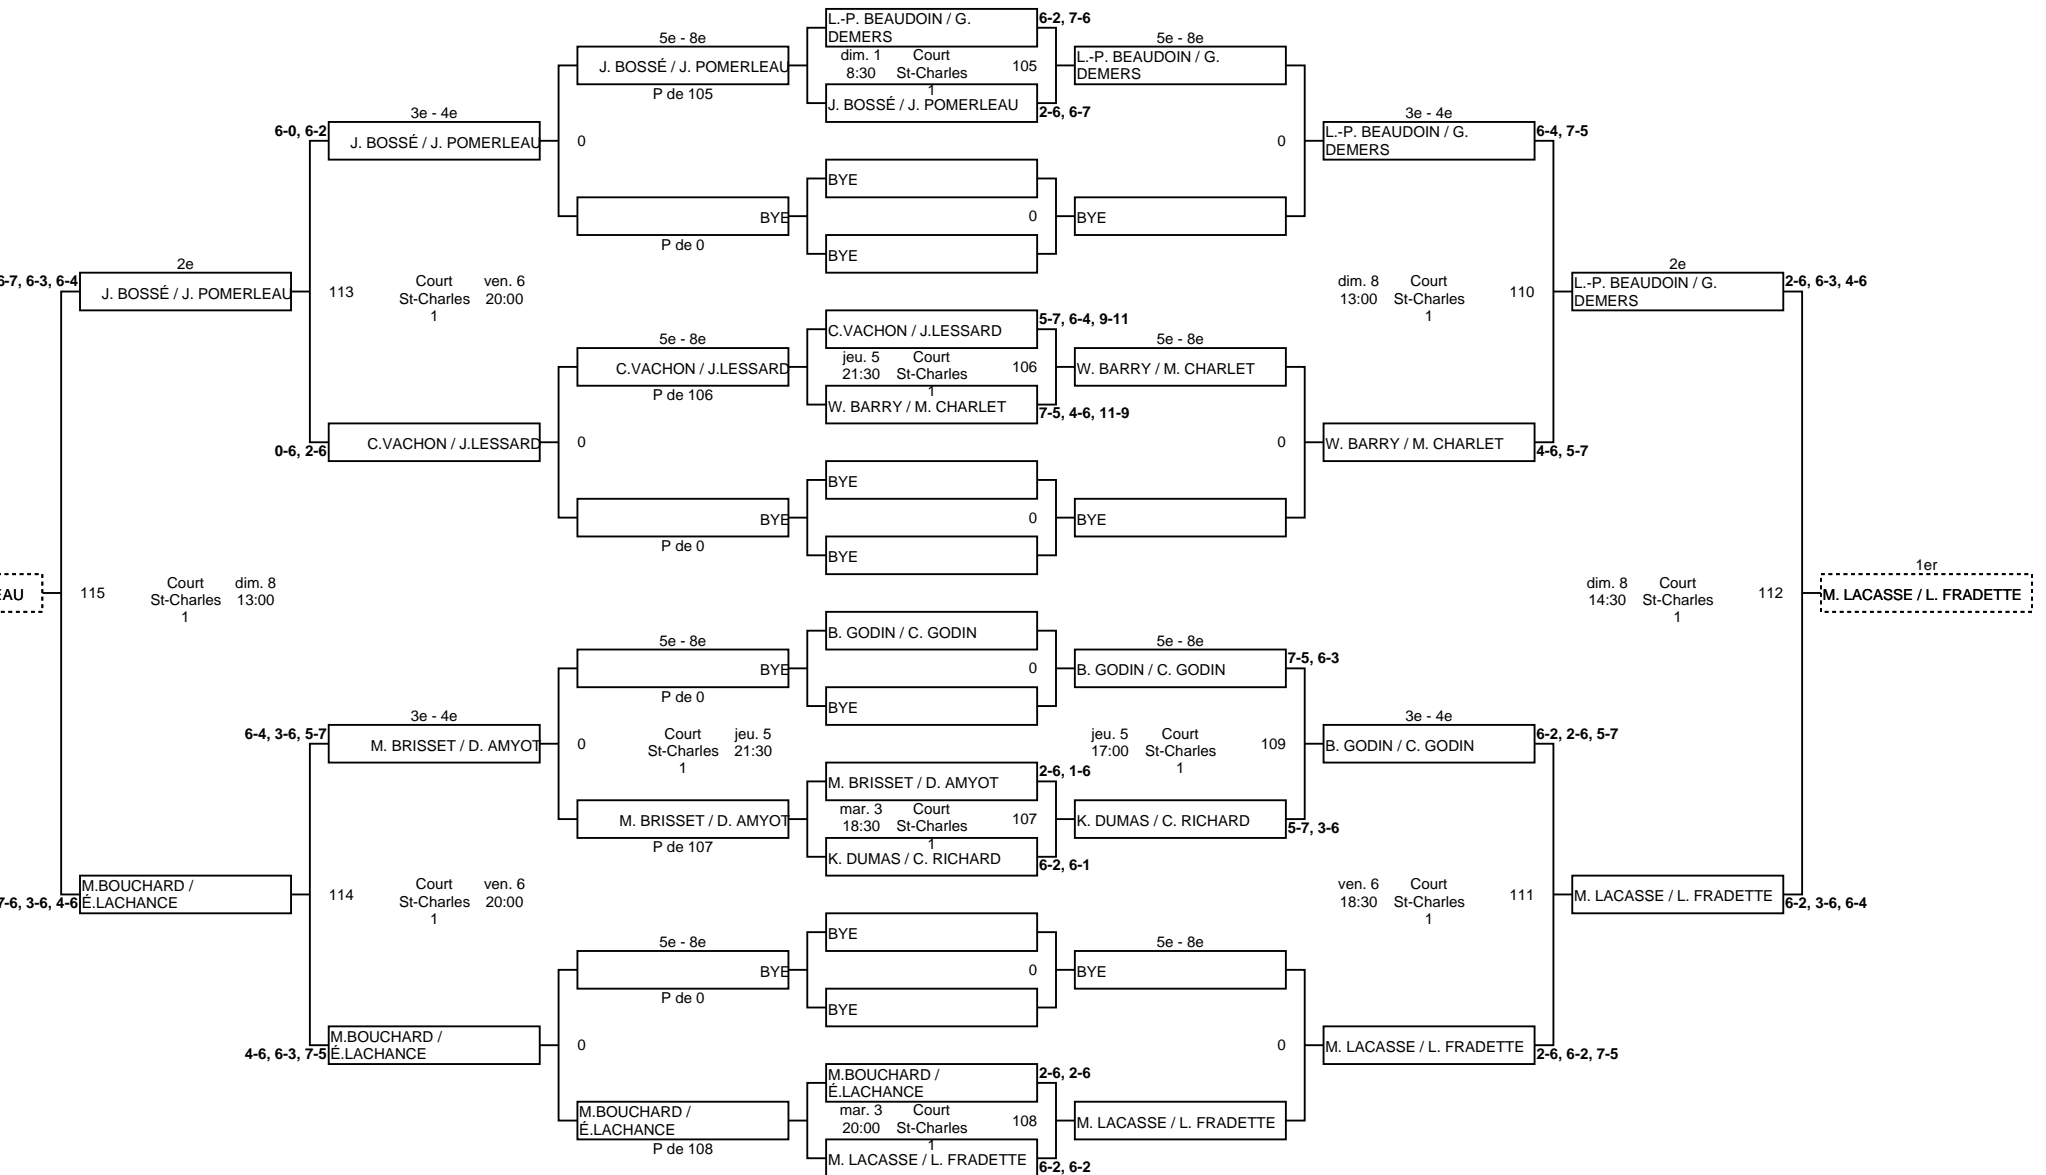 L.-P. BEAUDOIN / G.
DEMERS
6-2, 7-6
5e - 8e
J. BOSSÉ / J. POMERLEAU
P de 105
dim. 1 Court
8:30 St-Charles
1
105
5e - 8e
L.-P. BEAUDOIN / G.
DEMERS
J. BOSSÉ / J. POMERLEAU
2-6, 6-7
3e - 4e
6-0, 6-2
J. BOSSÉ / J. POMERLEAU
0
0
3e - 4e
L.-P. BEAUDOIN / G.
DEMERS
6-4, 7-5
BYE
BYE
P de 0
0
BYE
BYE
2e
6-7, 6-3, 6-4
J. BOSSÉ / J. POMERLEAU
113
Court ven. 6
St-Charles 20:00
1
dim. 8 Court
13:00 St-Charles
1
110
2e
L.-P. BEAUDOIN / G.
DEMERS
2-6, 6-3, 4-6
C.VACHON / J.LESSARD
5-7, 6-4, 9-11
5e - 8e
C.VACHON / J.LESSARD
P de 106
jeu. 5 Court
21:30 St-Charles
1
106
5e - 8e
W. BARRY / M. CHARLET
W. BARRY / M. CHARLET
7-5, 4-6, 11-9
0-6, 2-6
C.VACHON / J.LESSARD
0
0
W. BARRY / M. CHARLET
4-6, 5-7
BYE
BYE
P de 0
0
BYE
BYE
EAU
115
Court dim. 8
St-Charles 13:00
1
dim. 8 Court
14:30 St-Charles
1
112
1er
M. LACASSE / L. FRADETTE
B. GODIN / C. GODIN
5e - 8e
BYE
P de 0
0
5e - 8e
B. GODIN / C. GODIN
7-5, 6-3
BYE
3e - 4e
6-4, 3-6, 5-7
M. BRISSET / D. AMYOT
0
Court jeu. 5
St-Charles 21:30
1
jeu. 5 Court
17:00 St-Charles
1
109
3e - 4e
B. GODIN / C. GODIN
6-2, 2-6, 5-7
M. BRISSET / D. AMYOT
2-6, 1-6
M. BRISSET / D. AMYOT
P de 107
mar. 3 Court
18:30 St-Charles
1
107
K. DUMAS / C. RICHARD
5-7, 3-6
K. DUMAS / C. RICHARD
6-2, 6-1
7-6, 3-6, 4-6
M.BOUCHARD /
É.LACHANCE
114
Court ven. 6
St-Charles 20:00
1
ven. 6 Court
18:30 St-Charles
1
111
M. LACASSE / L. FRADETTE
6-2, 3-6, 6-4
BYE
5e - 8e
BYE
P de 0
0
5e - 8e
BYE
BYE
4-6, 6-3, 7-5
M.BOUCHARD /
É.LACHANCE
0
0
M. LACASSE / L. FRADETTE
2-6, 6-2, 7-5
M.BOUCHARD /
É.LACHANCE
2-6, 2-6
M.BOUCHARD /
É.LACHANCE
P de 108
mar. 3 Court
20:00 St-Charles
1
108
M. LACASSE / L. FRADETTE
M. LACASSE / L. FRADETTE
6-2, 6-2